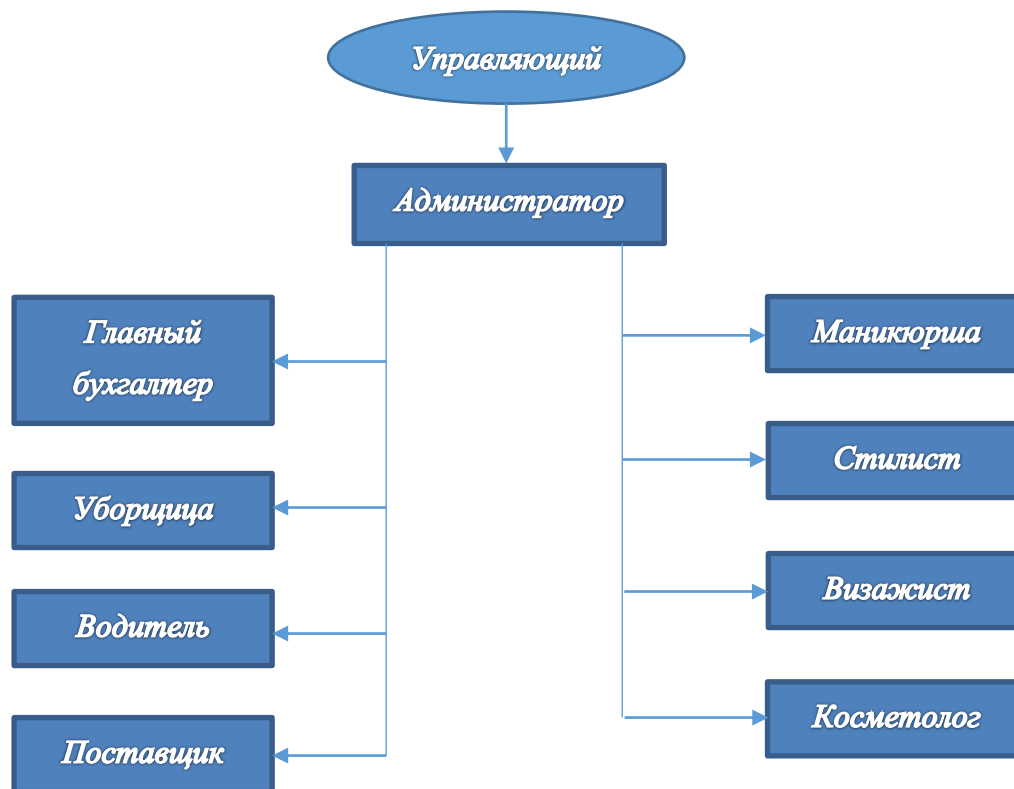 Управляющий
Администратор
Главный
бухгалтер
Уборщица
Водитель
Поставщик
Маникюрша
Стилист
Визажист
Косметолог